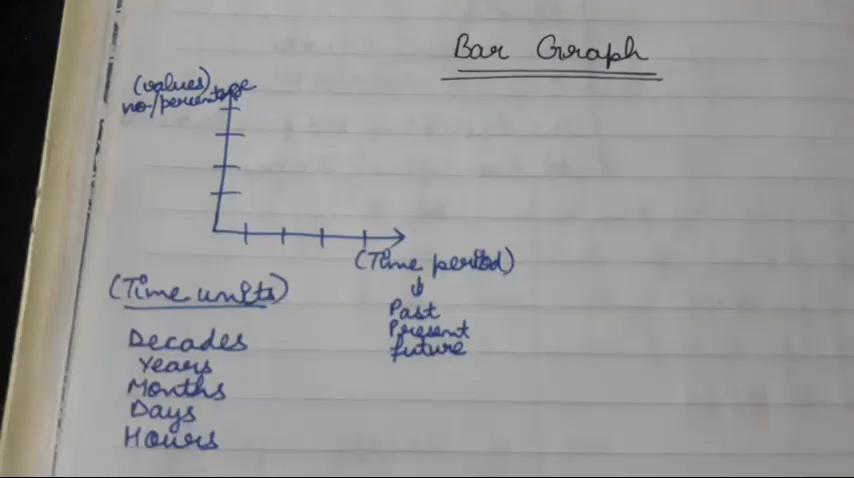 Bar Graph
(values)
no./percentage
(Time period)
Past
Present
future
(Time units)
Decades
Years
Months
Days
Hours